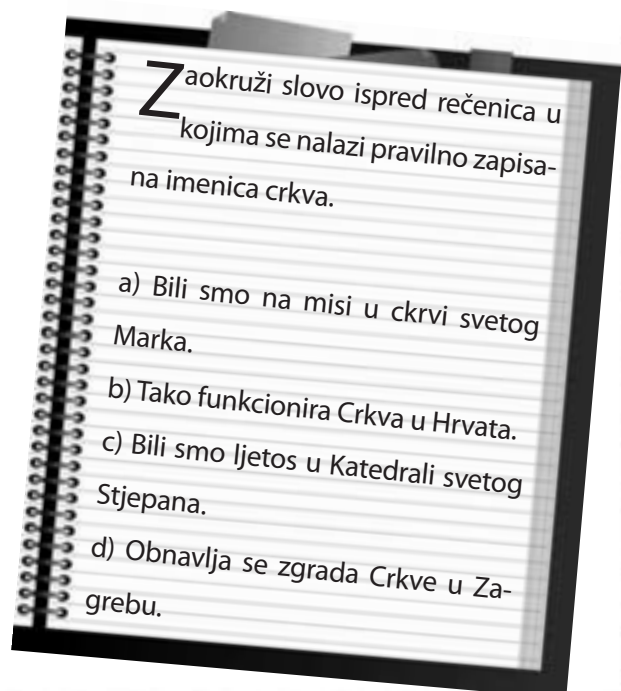 Zaokruži slovo ispred rečenica u
kojima se nalazi pravilno zapisa-
na imenica crkva.
a) Bili smo na misi u ckrvi svetog
Marka.
b) Tako funkcionira Crkva u Hrvata.
c) Bili smo ljetos u Katedrali svetog
Stjepana.
d) Obnavlja se zgrada Crkve u Za-
grebu.